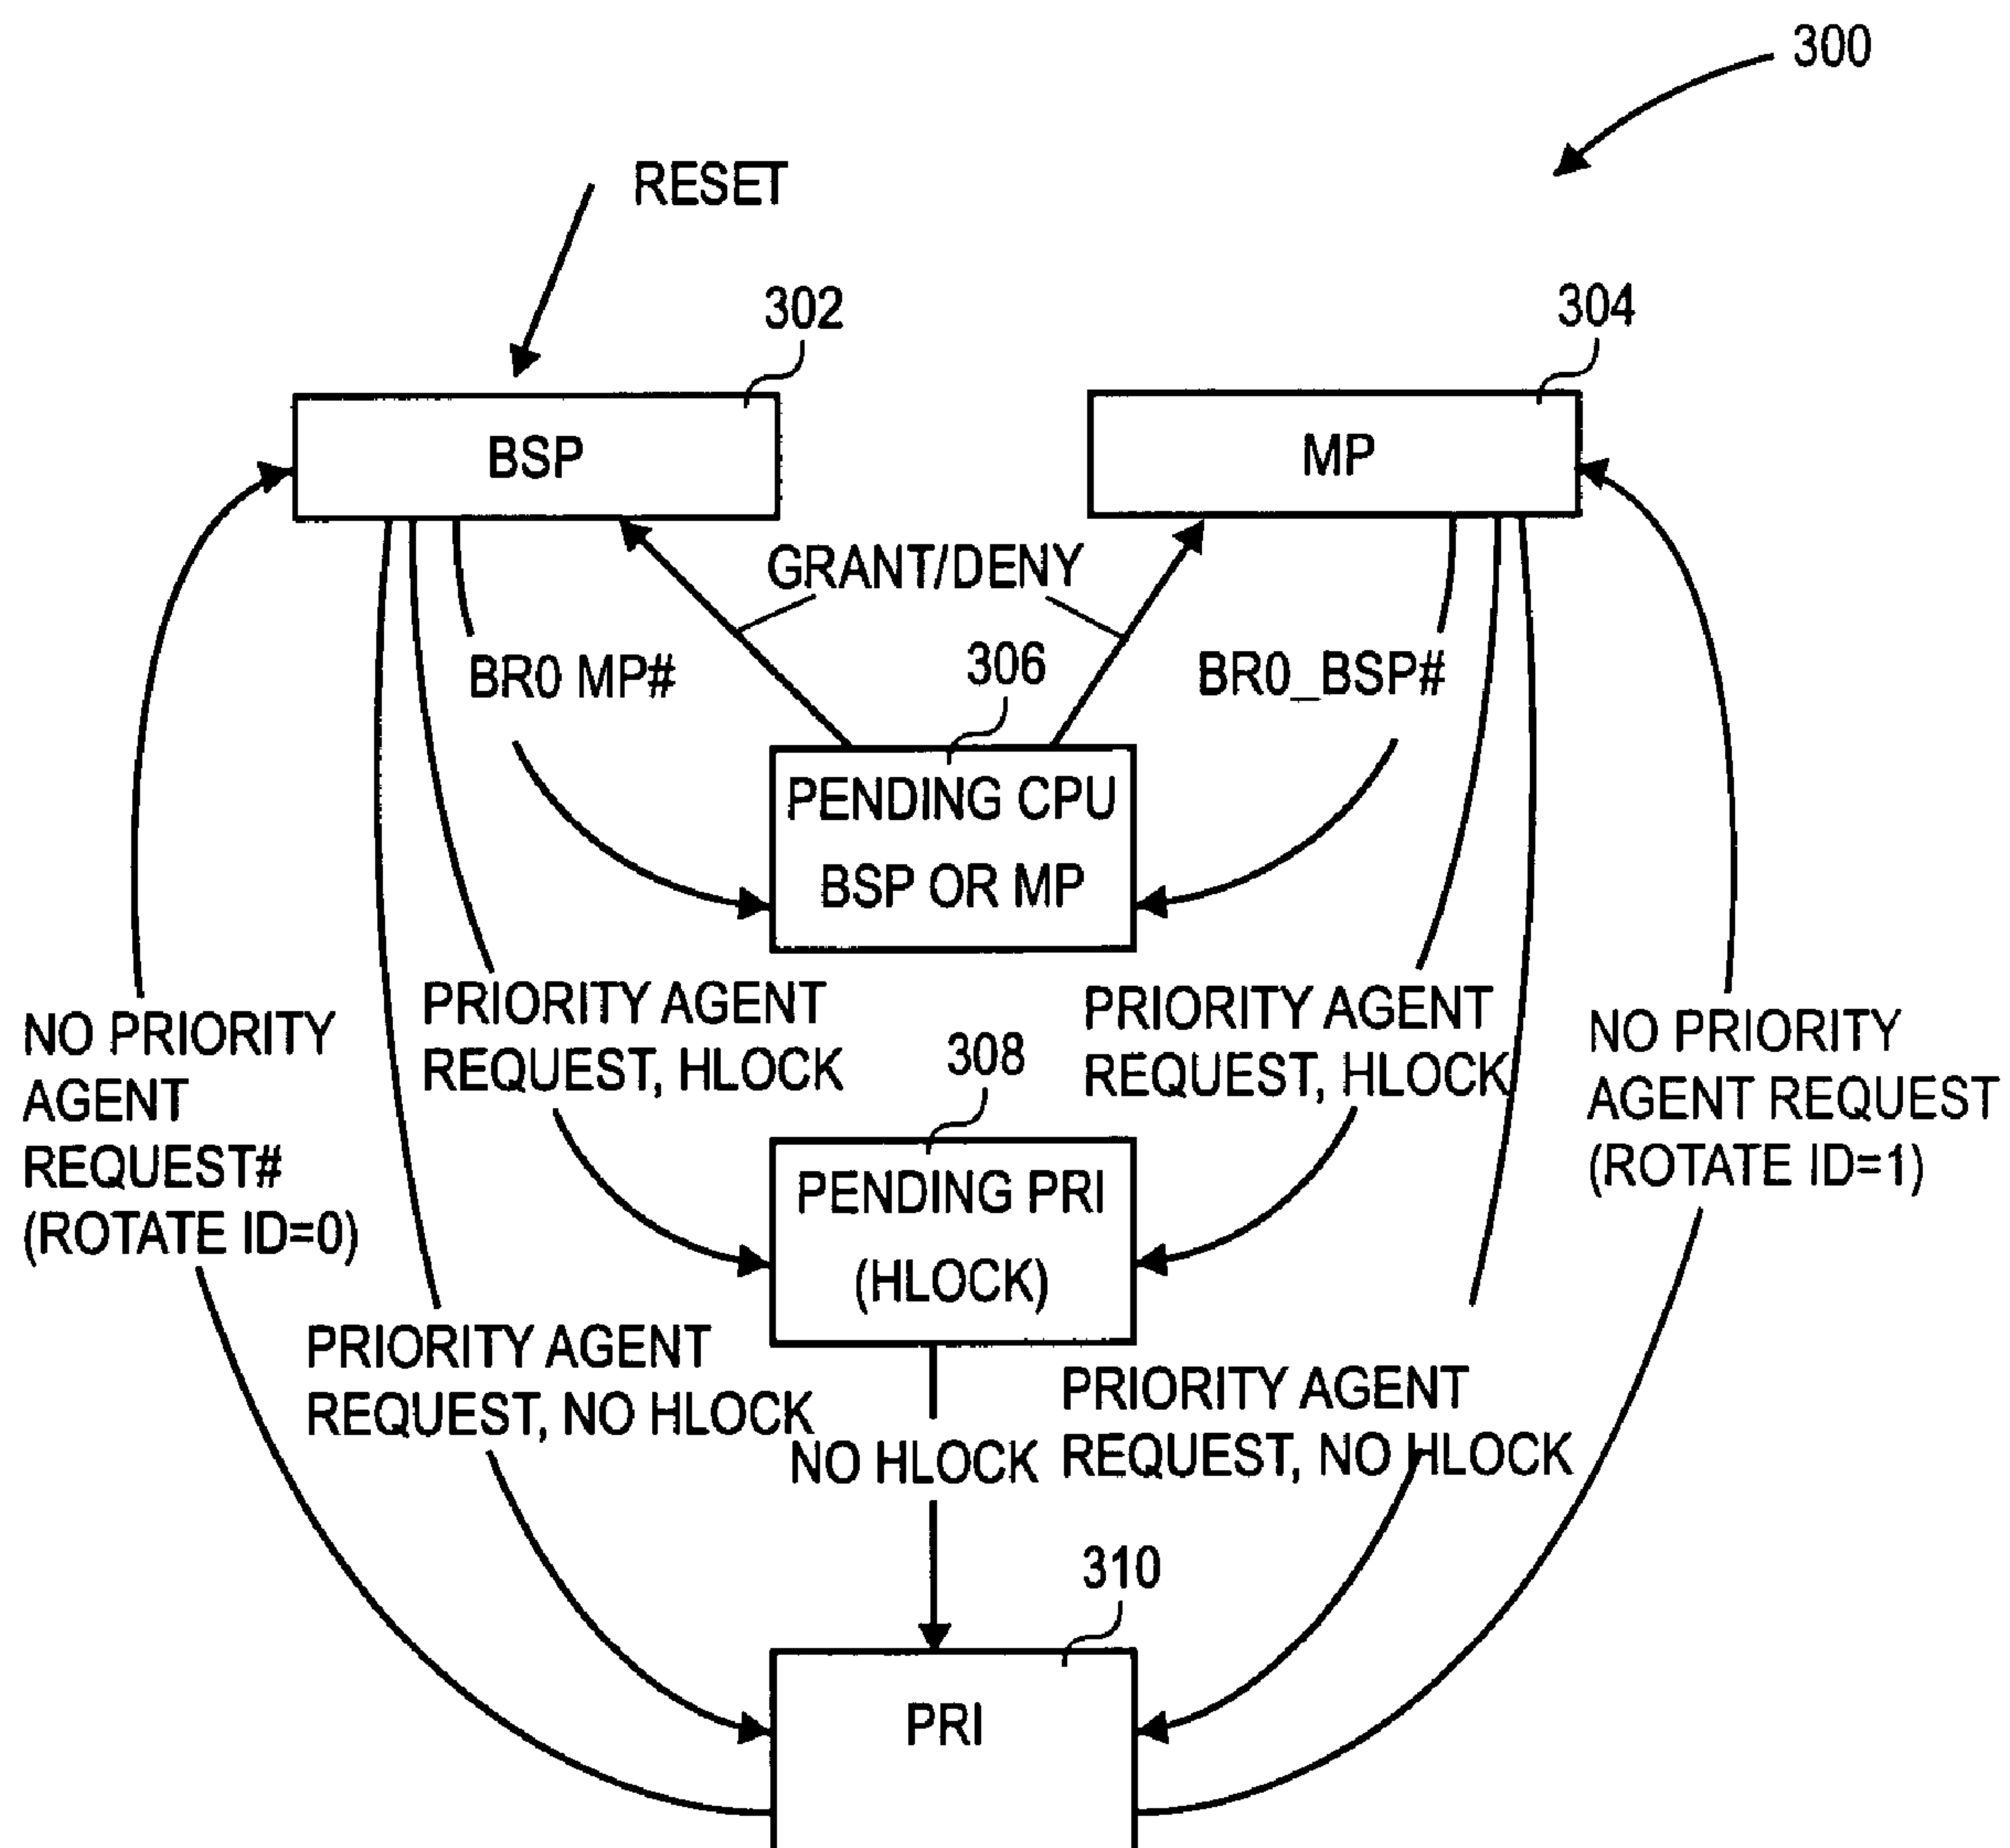 300
RESET
302
304
BSP
MP
GRANT/DENY
BR0 MP#
306
BR0_BSP#
PENDING CPU
BSP OR MP
NO PRIORITY
AGENT
REQUEST#
(ROTATE ID=0)
PRIORITY AGENT
REQUEST, HLOCK
308
PRIORITY AGENT
REQUEST, HLOCK
NO PRIORITY
AGENT REQUEST
(ROTATE ID=1)
PENDING PRI
(HLOCK)
PRIORITY AGENT
REQUEST, NO HLOCK
NO HLOCK
PRIORITY AGENT
REQUEST, NO HLOCK
310
PRI